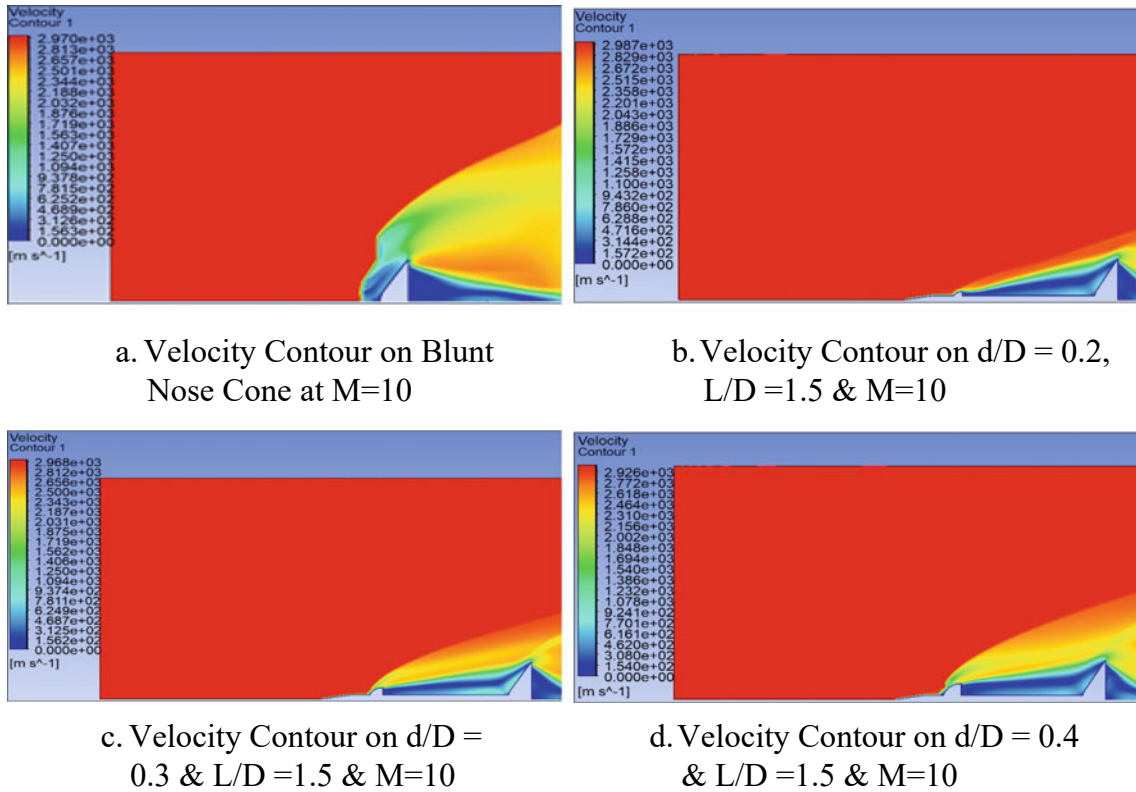 Velocity
Contour 1
2.970e+03
2.813e+03
2.657e+03
2.501e+03
2.344e+03
2.188e+03
2.032e+03
1.876e+03
1.719e+03
1.563e+03
1.407e+03
1.250e+03
1.094e+03
9.378e+02
7.815e+02
6.252e+02
4.689e+02
3.126e+02
1.563e+02
0.000e+00
[m s^-1]
a. Velocity Contour on Blunt
Nose Cone at M=10
Velocity
Contour 1
2.987e+03
2.829e+03
2.672e+03
2.515e+03
2.358e+03
2.201e+03
2.043e+03
1.886e+03
1.729e+03
1.572e+03
1.415e+03
1.258e+03
1.100e+03
9.432e+02
7.860e+02
6.288e+02
4.716e+02
3.144e+02
1.572e+02
0.000e+00
[m s^-1]
b. Velocity Contour on d/D = 0.2,
L/D =1.5 & M=10
Velocity
Contour 1
2.968e+03
2.812e+03
2.656e+03
2.500e+03
2.343e+03
2.187e+03
2.031e+03
1.875e+03
1.719e+03
1.562e+03
1.406e+03
1.250e+03
1.094e+03
9.374e+02
7.811e+02
6.249e+02
4.687e+02
3.125e+02
1.562e+02
0.000e+00
[m s^-1]
c. Velocity Contour on d/D =
0.3 & L/D =1.5 & M=10
Velocity
Contour 1
2.926e+03
2.772e+03
2.618e+03
2.464e+03
2.310e+03
2.156e+03
2.002e+03
1.848e+03
1.694e+03
1.540e+03
1.386e+03
1.232e+03
1.078e+03
9.241e+02
7.701e+02
6.161e+02
4.620e+02
3.080e+02
1.540e+02
0.000e+00
[m s^-1]
d. Velocity Contour on d/D = 0.4
& L/D =1.5 & M=10